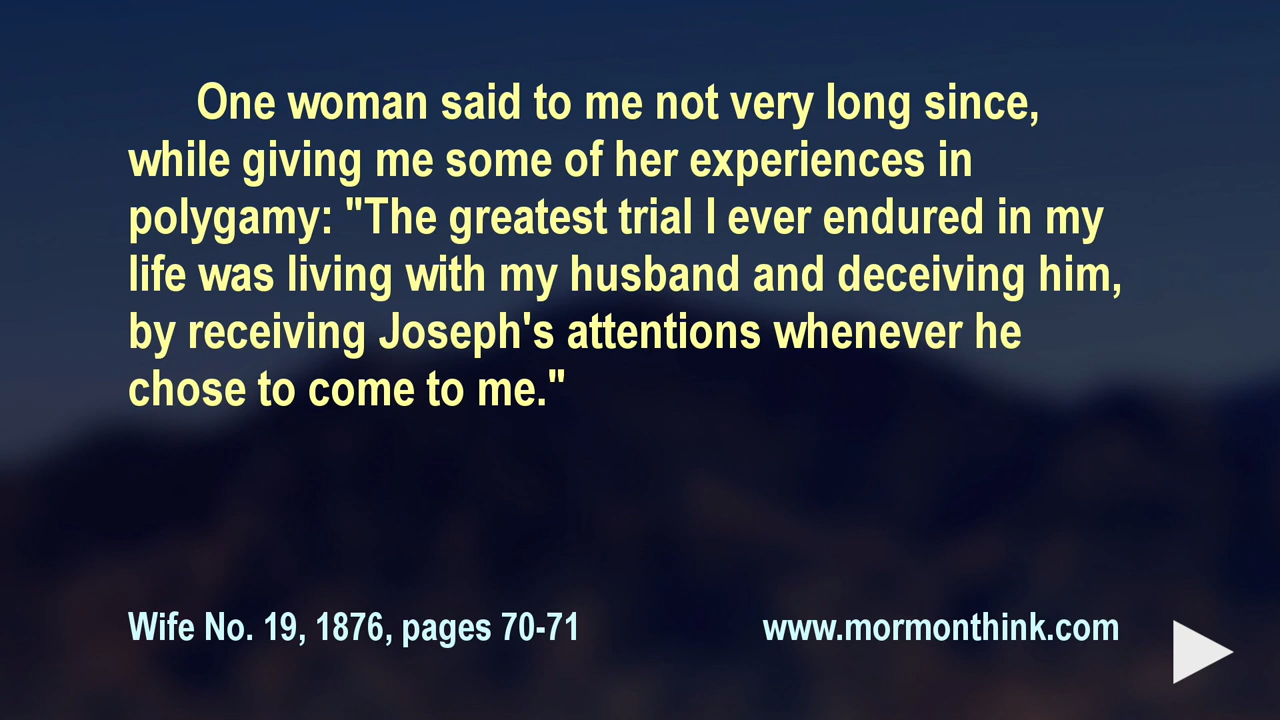 One woman said to me not very long since,
while giving me some of her experiences in
polygamy: "The greatest trial I ever endured in my
life was living with my husband and deceiving him,
by receiving Joseph's attentions whenever he
chose to come to me."
Wife No. 19, 1876, pages 70-71
www.mormonthink.com